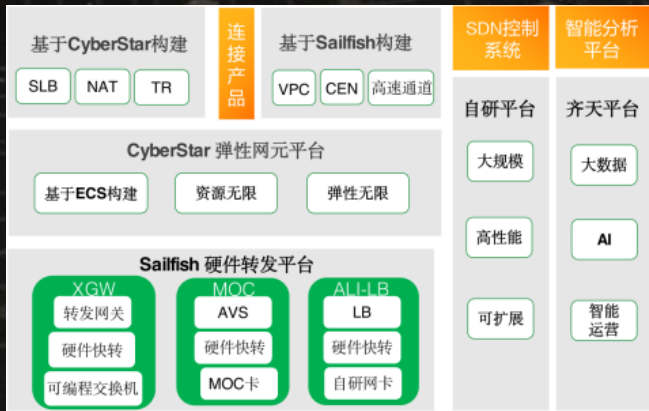 基于CyberStar构建
SLB
NAT
TR
连接产品
基于Sailfish构建
VPC
CEN
高速通道
CyberStar 弹性网元平台
基于ECS构建
资源无限
弹性无限
Sailfish 硬件转发平台
XGW
转发网关
硬件快转
可编程交换机
MOC
AVS
硬件快转
MOC卡
ALI-LB
LB
硬件快转
自研网卡
SDN控制
系统
自研平台
大规模
高性能
可扩展
智能分析
平台
齐天平台
大数据
AI
智能
运营